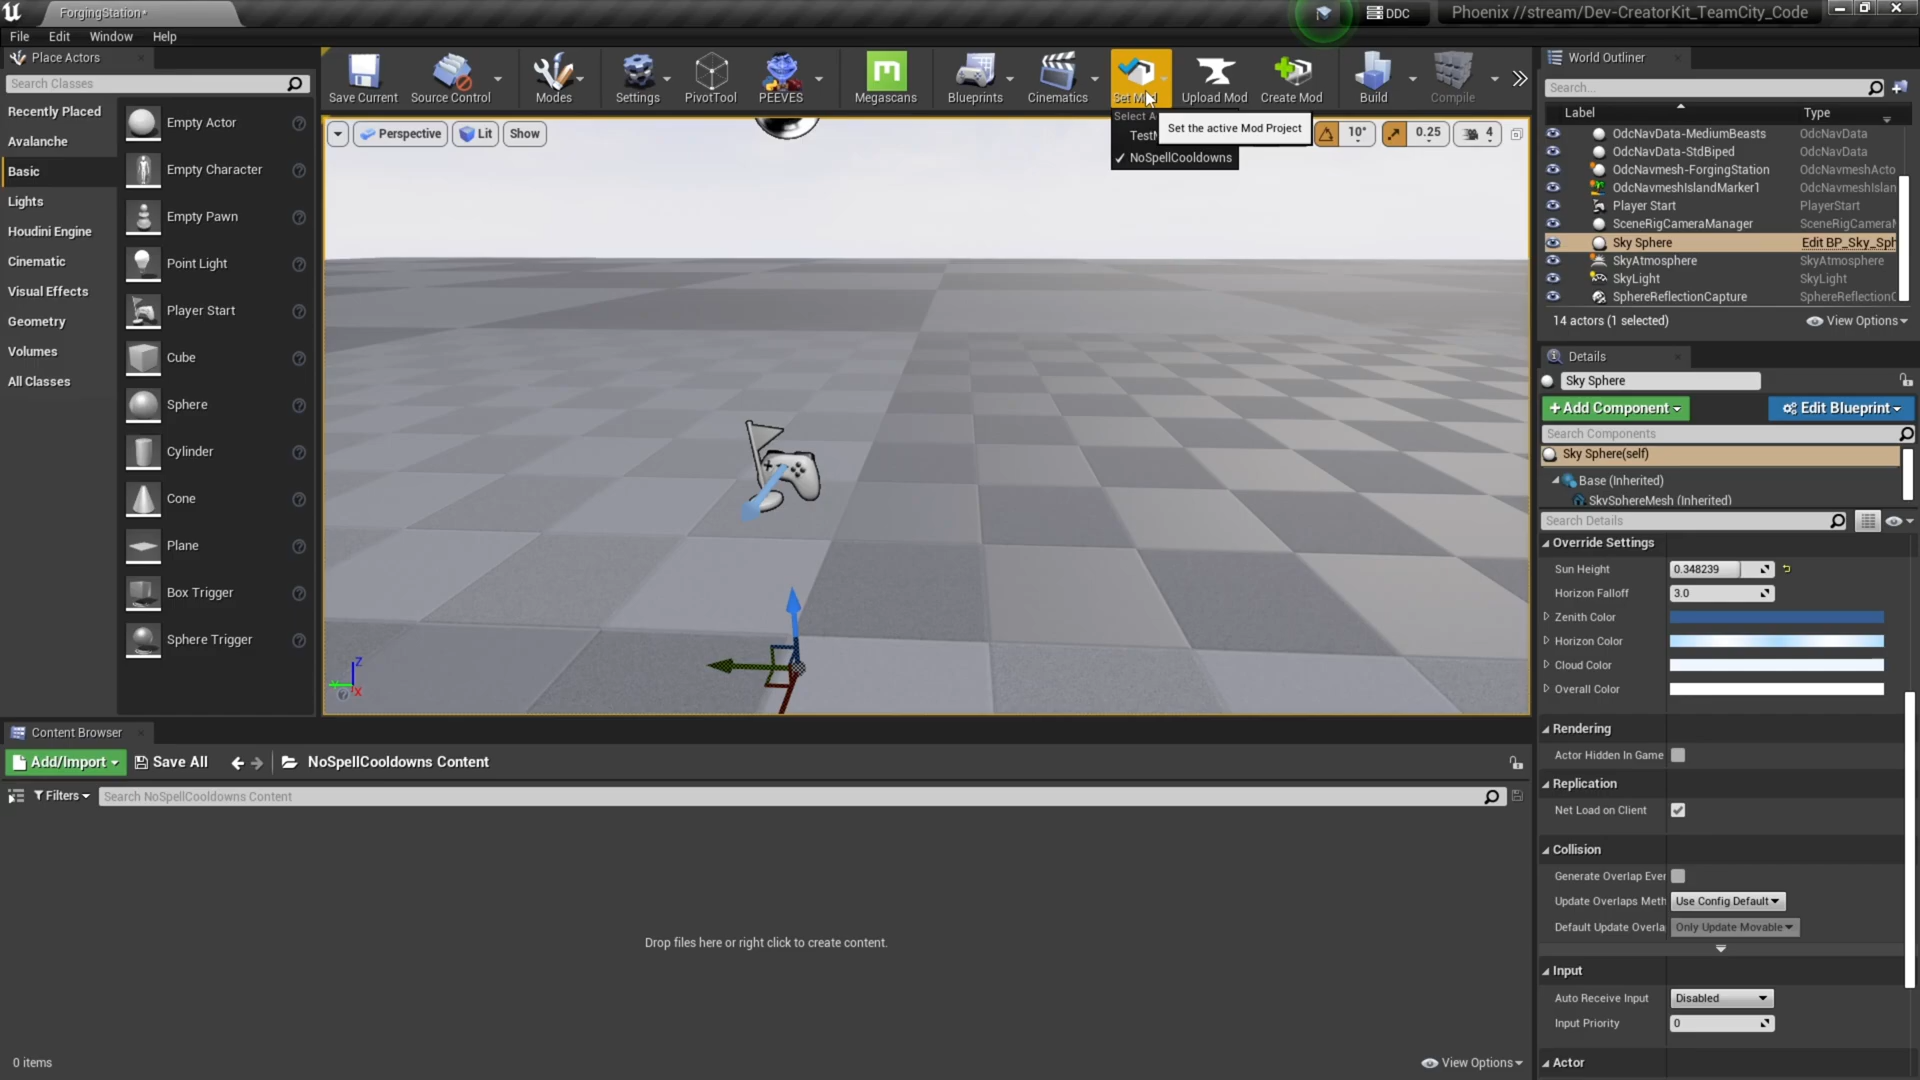 ForgingStation*
DDC
Phoenix //stream/Dev-CreatorKit_TeamCity_Code
File Edit Window Help
Place Actors
Search Classes
Recently Placed
Avalanche
Basic
Lights
Houdini Engine
Cinematic
Visual Effects
Geometry
Volumes
All Classes
Empty Actor
Empty Character
Empty Pawn
Point Light
Player Start
Cube
Sphere
Cylinder
Cone
Plane
Box Trigger
Sphere Trigger
Save Current
Source Control
Modes
Settings
PivotTool
PEEVES
Megascans
Blueprints
Cinematics
Upload Mod
Create Mod
Build
Compile
Perspective Lit Show
Select A
Set the active Mod Project
NoSpellCooldowns
10° 0.25 4
Z
X
World Outliner
Search...
Label Type
OdcNavData-MediumBeasts OdcNavData
OdcNavData-StdBiped OdcNavData
OdcNavmesh-ForgingStation OdcNavmeshActo
OdcNavmeshIslandMarker1 OdcNavmeshIslan
Player Start PlayerStart
SceneRigCameraManager SceneRigCamera
Sky Sphere Edit BP_Sky_Sph
SkyAtmosphere SkyAtmosphere
SkyLight SkyLight
SphereReflectionCapture SphereReflection
14 actors (1 selected) View Options
Details
Sky Sphere
+Add Component Edit Blueprint
Search Components
Sky Sphere(self)
Base (Inherited)
SkySphereMesh (Inherited)
Search Details
Override Settings
Sun Height 0.348239
Horizon Falloff 3.0
Zenith Color
Horizon Color
Cloud Color
Overall Color
Rendering
Actor Hidden In Game
Replication
Net Load on Client
Collision
Generate Overlap Ever
Update Overlaps Meth Use Config Default
Default Update Overla Only Update Movable
Input
Auto Receive Input Disabled
Input Priority 0
Actor
Content Browser
Add/Import Save All NoSpellCooldowns Content
Filters Search NoSpellCooldowns Content
Drop files here or right click to create content.
0 items View Options